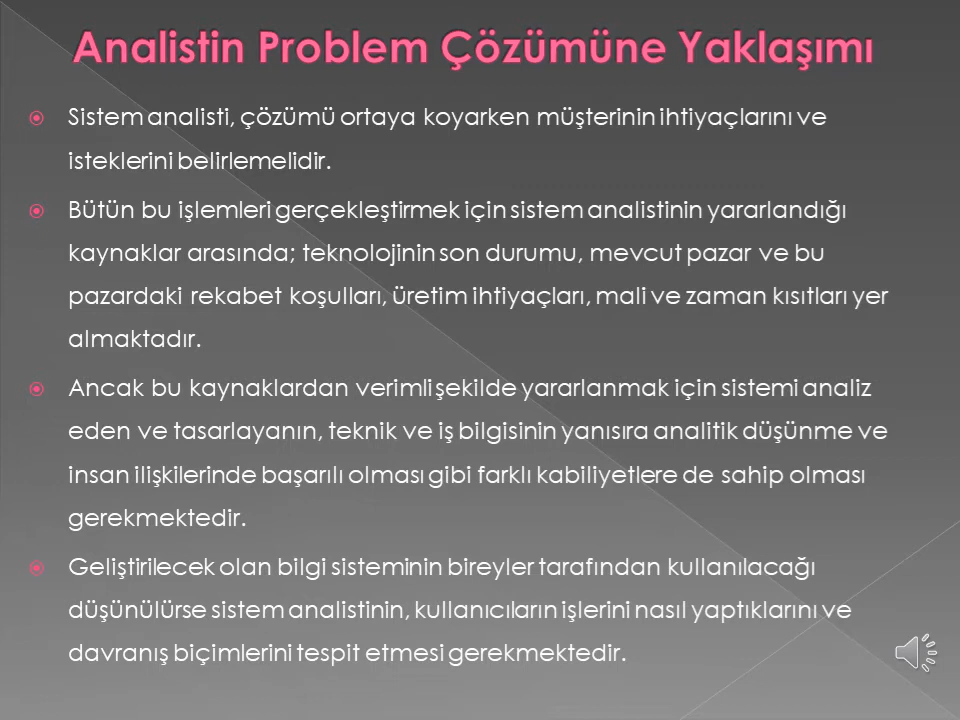 Analistin Problem Çözümüne Yaklaşımı
Sistem analisti, çözümü ortaya koyarken müşterinin ihtiyaçlarını ve
isteklerini belirlemelidir.
Bütün bu işlemleri gerçekleştirmek için sistem analistinin yararlandığı
kaynaklar arasında; teknolojinin son durumu, mevcut pazar ve bu
pazardaki rekabet koşulları, üretim ihtiyaçları, mali ve zaman kısıtları yer
almaktadır.
Ancak bu kaynaklardan verimli şekilde yararlanmak için sistemi analiz
eden ve tasarlayanın, teknik ve iş bilgisinin yanısıra analitik düşünme ve
insan ilişkilerinde başarılı olması gibi farklı kabiliyetlere de sahip olması
gerekmektedir.
Geliştirilecek olan bilgi sisteminin bireyler tarafından kullanılacağı
düşünülürse sistem analistinin, kullanıcıların işlerini nasıl yaptıklarını ve
davranış biçimlerini tespit etmesi gerekmektedir.